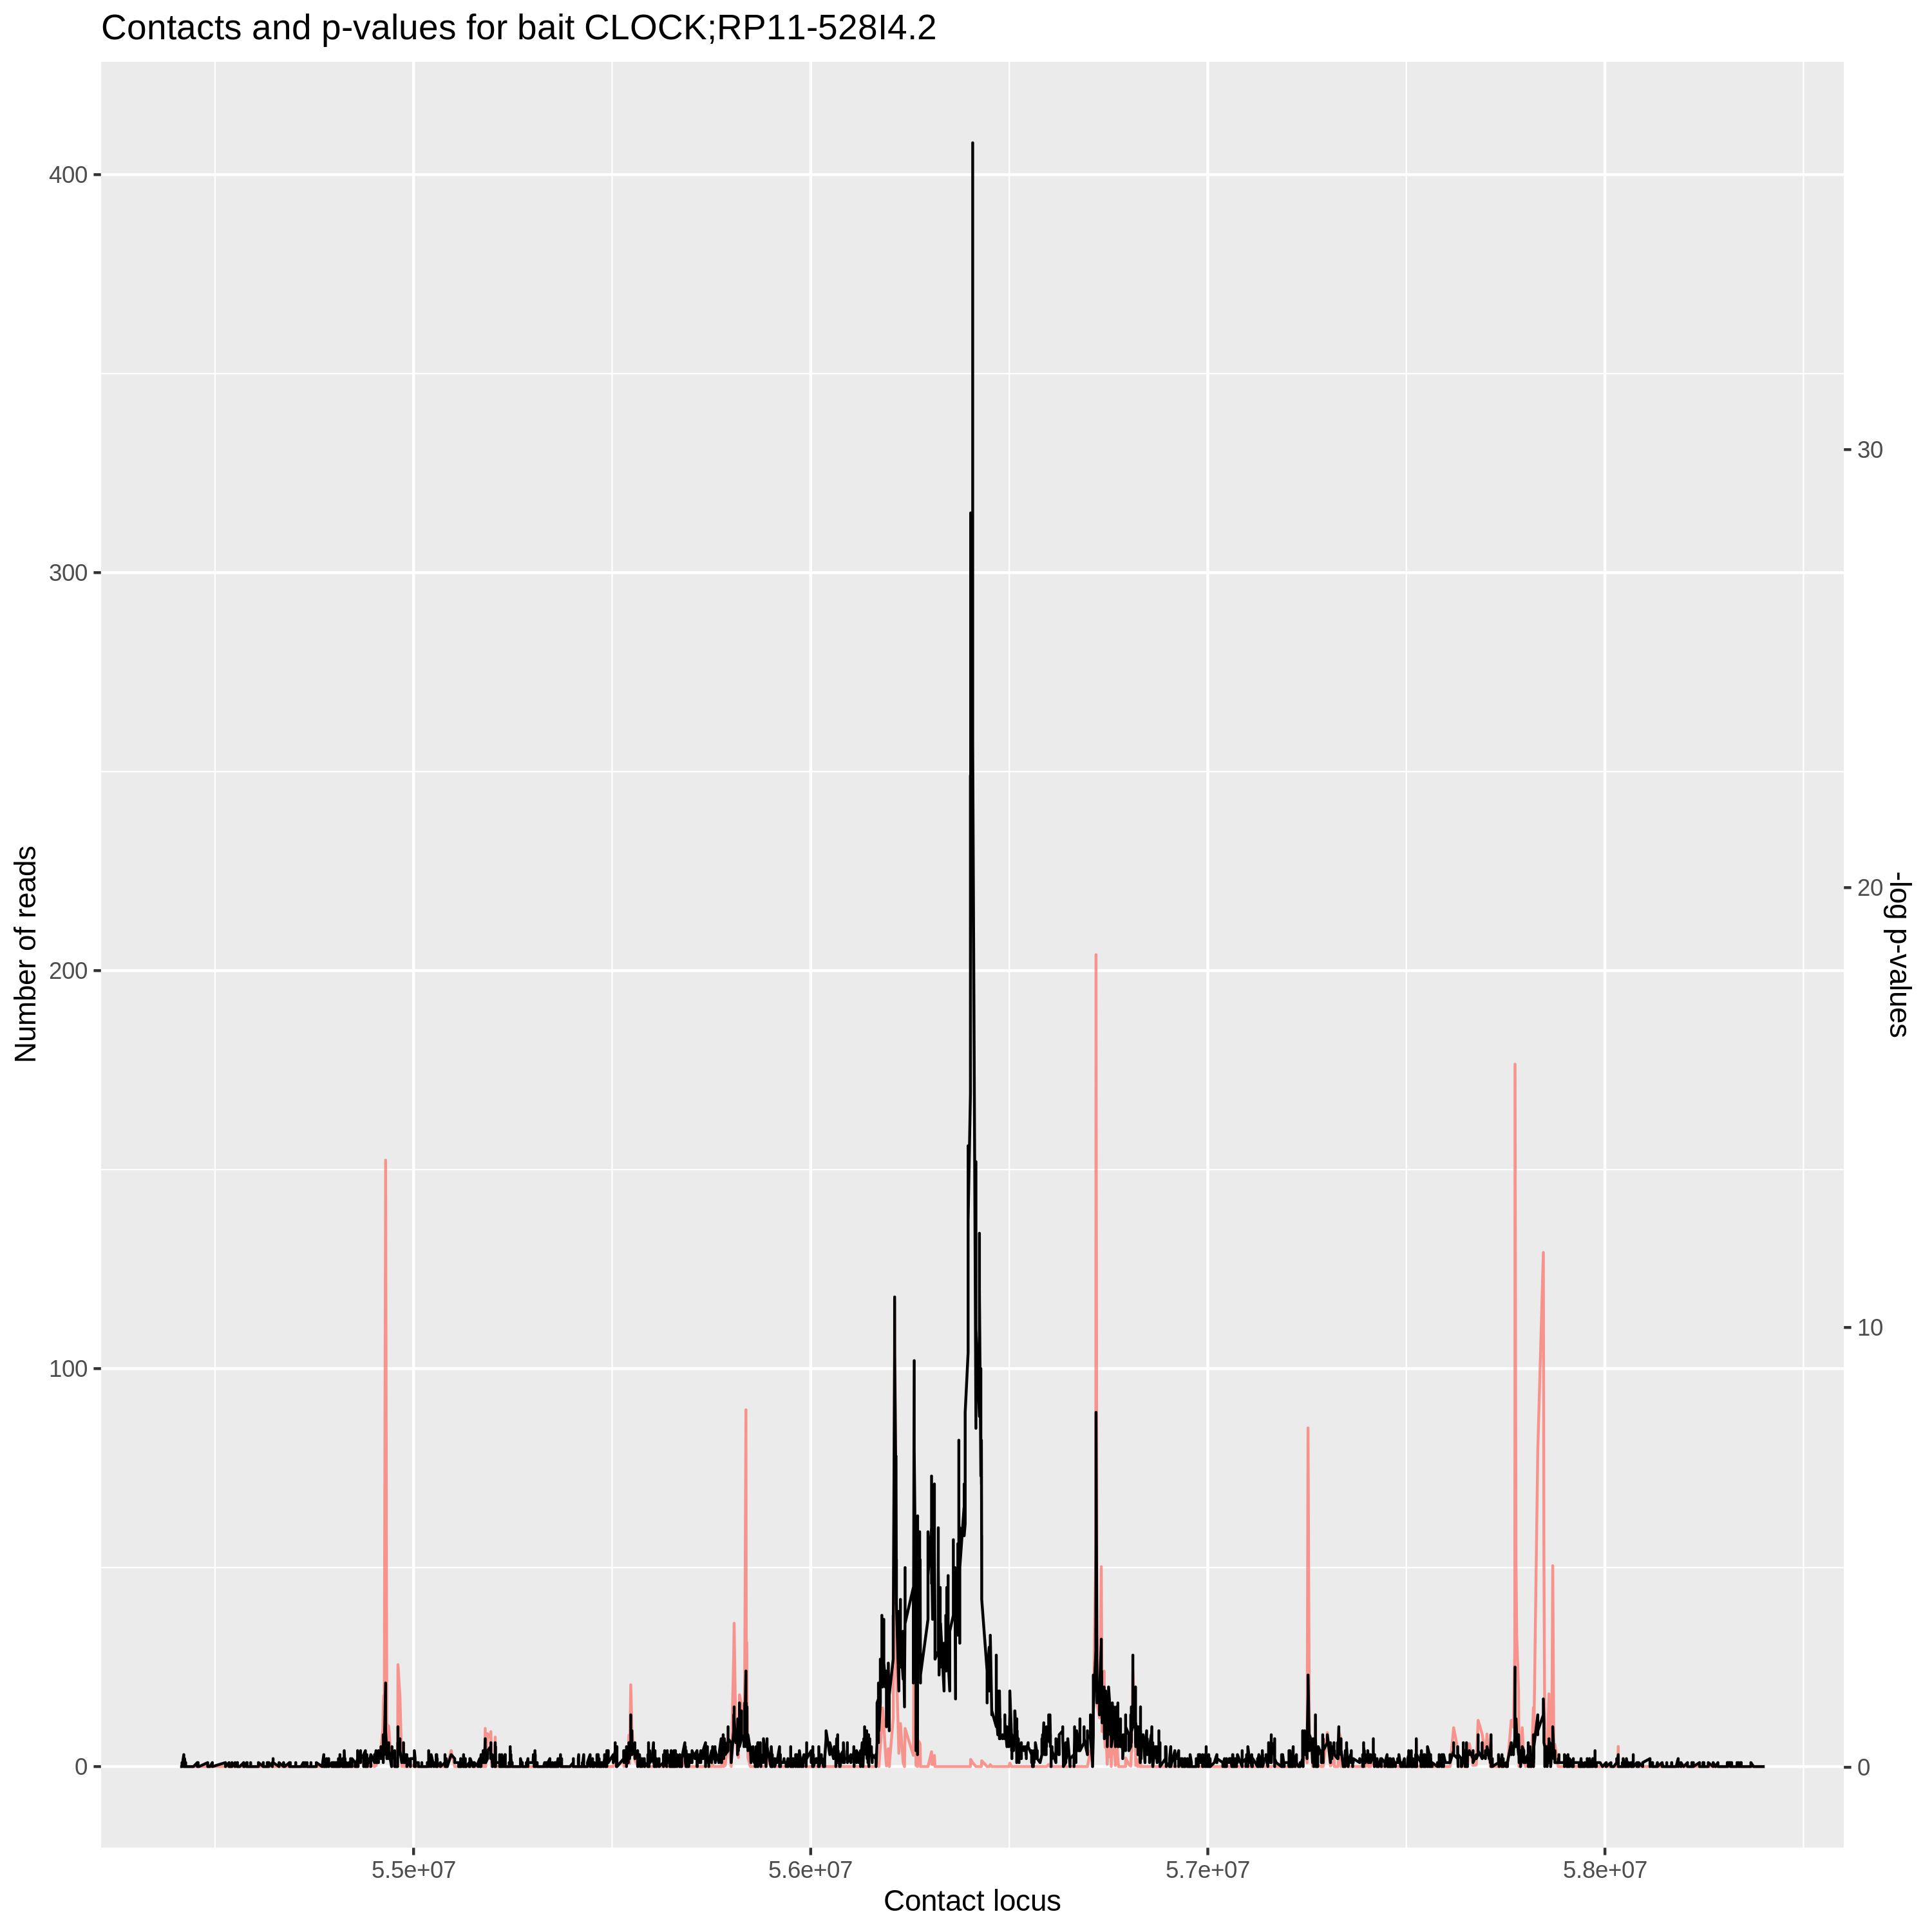 Contacts and p-values for bait CLOCK;RP11-528I4.2
400
300
200
100
0
Number of reads
30
20
10
0
-log p-values
5.5e+07 5.6e+07 5.7e+07 5.8e+07
Contact locus